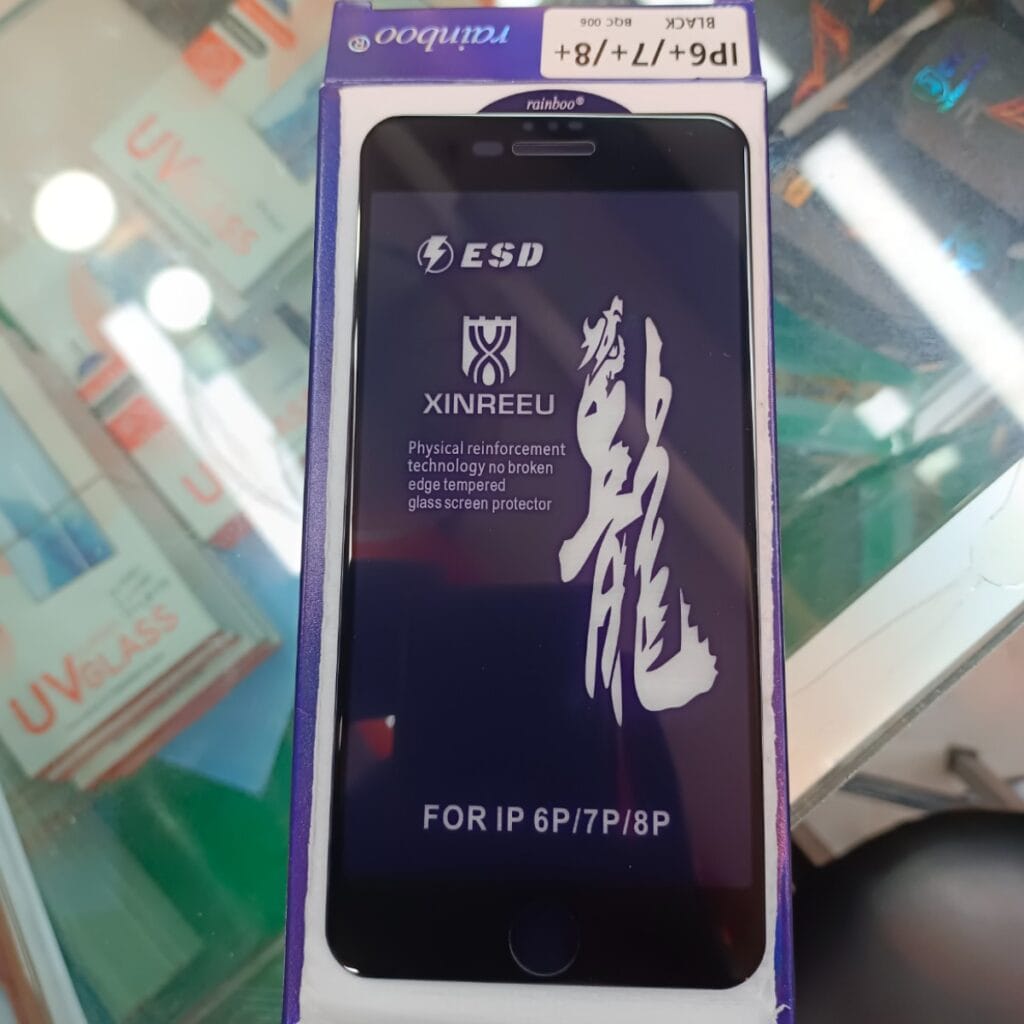 IP6+/7+/8+
BLACK BQC 006
rainboo®
rainboo®
ESD
XINREEU
Physical reinforcement
technology no broken
edge tempered
glass screen protector
龍
FOR IP 6P/7P/8P
UV
GLASS
UV
GLASS